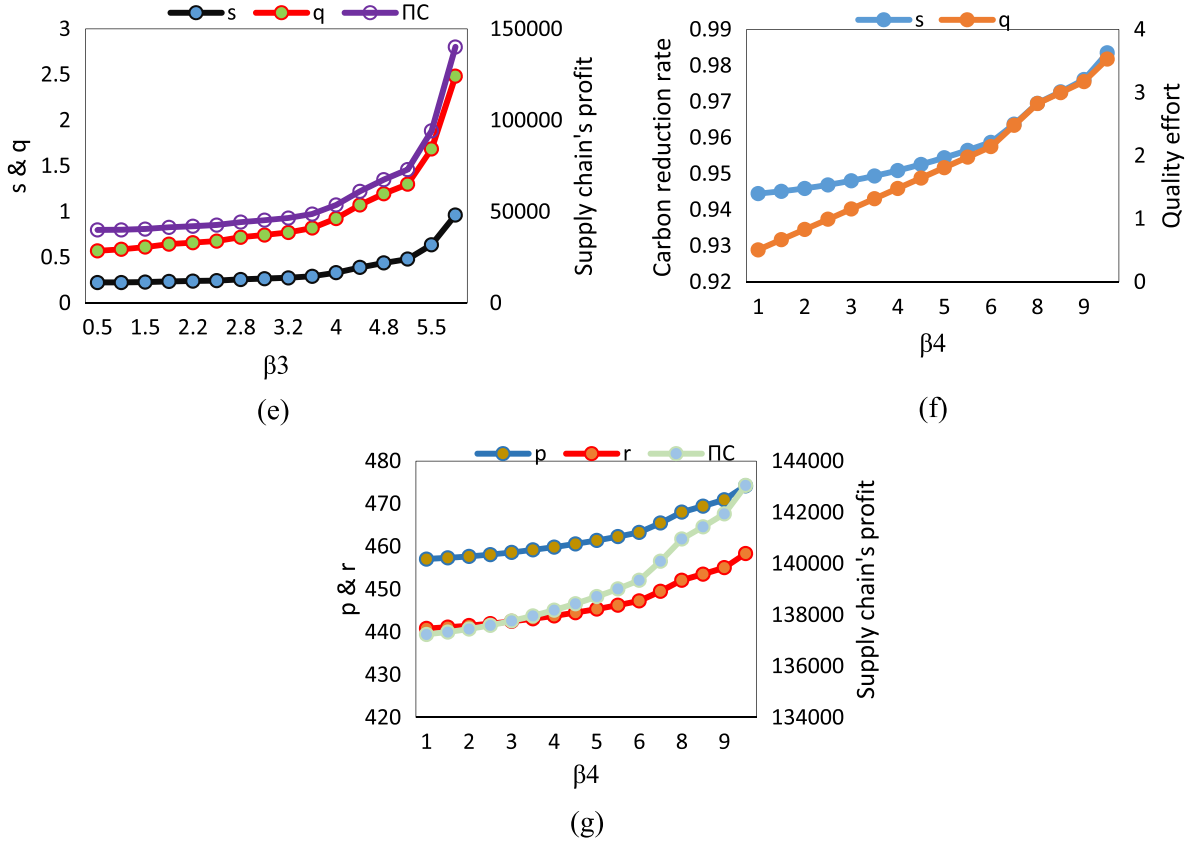 s q ПС
3
2.5
2
1.5
1
0.5
0
s & q
150000
100000
50000
0
Supply chain's profit
0.5 1.5 2.2 2.8 3.2 4 4.8 5.5
β3
(e)
s q
0.99
0.98
0.97
0.96
0.95
0.94
0.93
0.92
Carbon reduction rate
4
3
2
1
0
Quality effort
1 2 3 4 5 6 8 9
β4
(f)
p r ПС
480
470
460
450
440
430
420
p & r
144000
142000
140000
138000
136000
134000
Supply chain's profit
1 2 3 4 5 6 8 9
β4
(g)